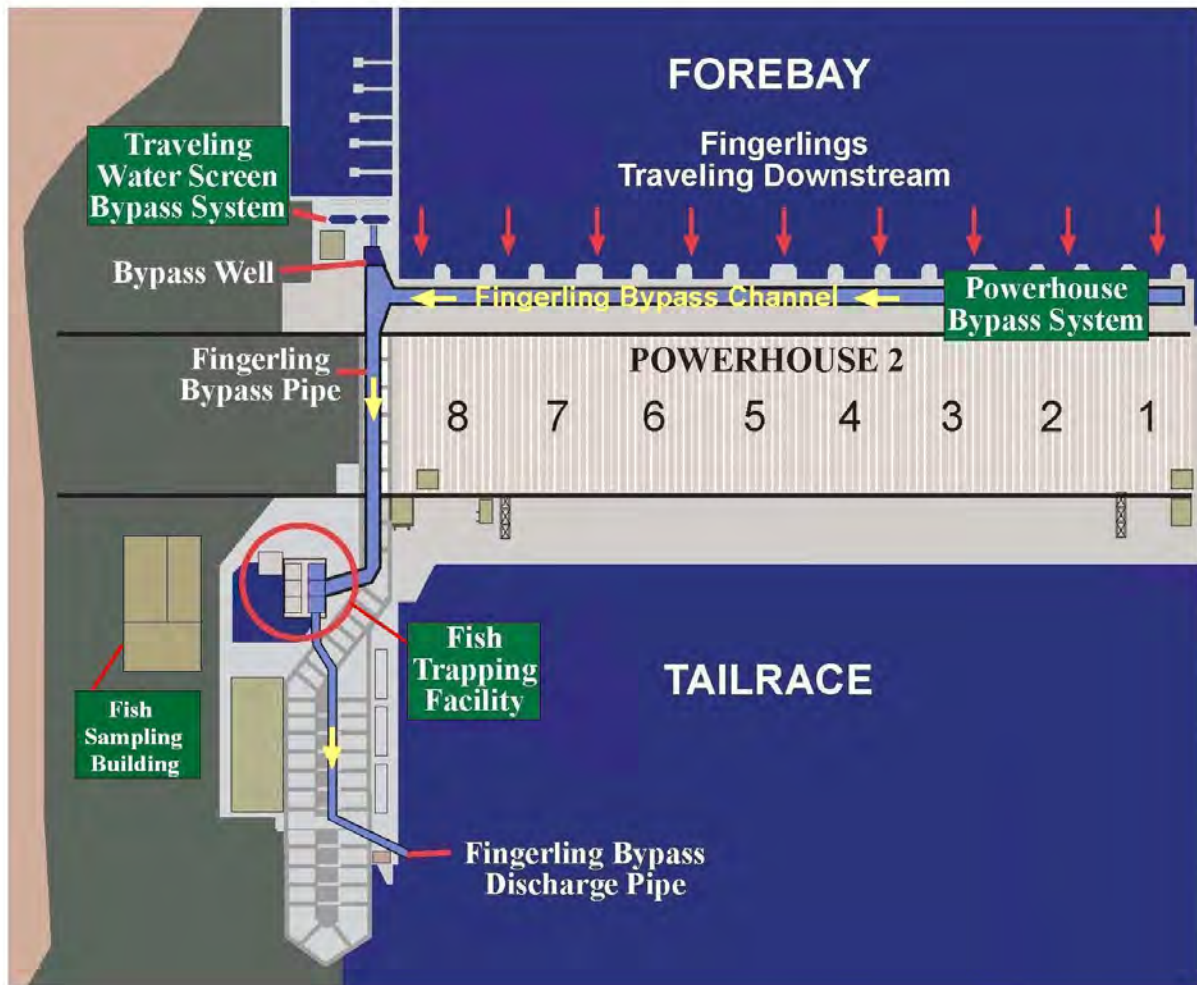 FOREBAY
Fingerlings
Traveling Downstream
Traveling
Water Screen
Bypass System
Bypass Well
Fingerling Bypass Channel
Powerhouse
Bypass System
Fingerling
Bypass Pipe
POWERHOUSE 2
8 7 6 5 4 3 2 1
Fish
Trapping
Facility
TAILRACE
Fish
Sampling
Building
Fingerling Bypass
Discharge Pipe